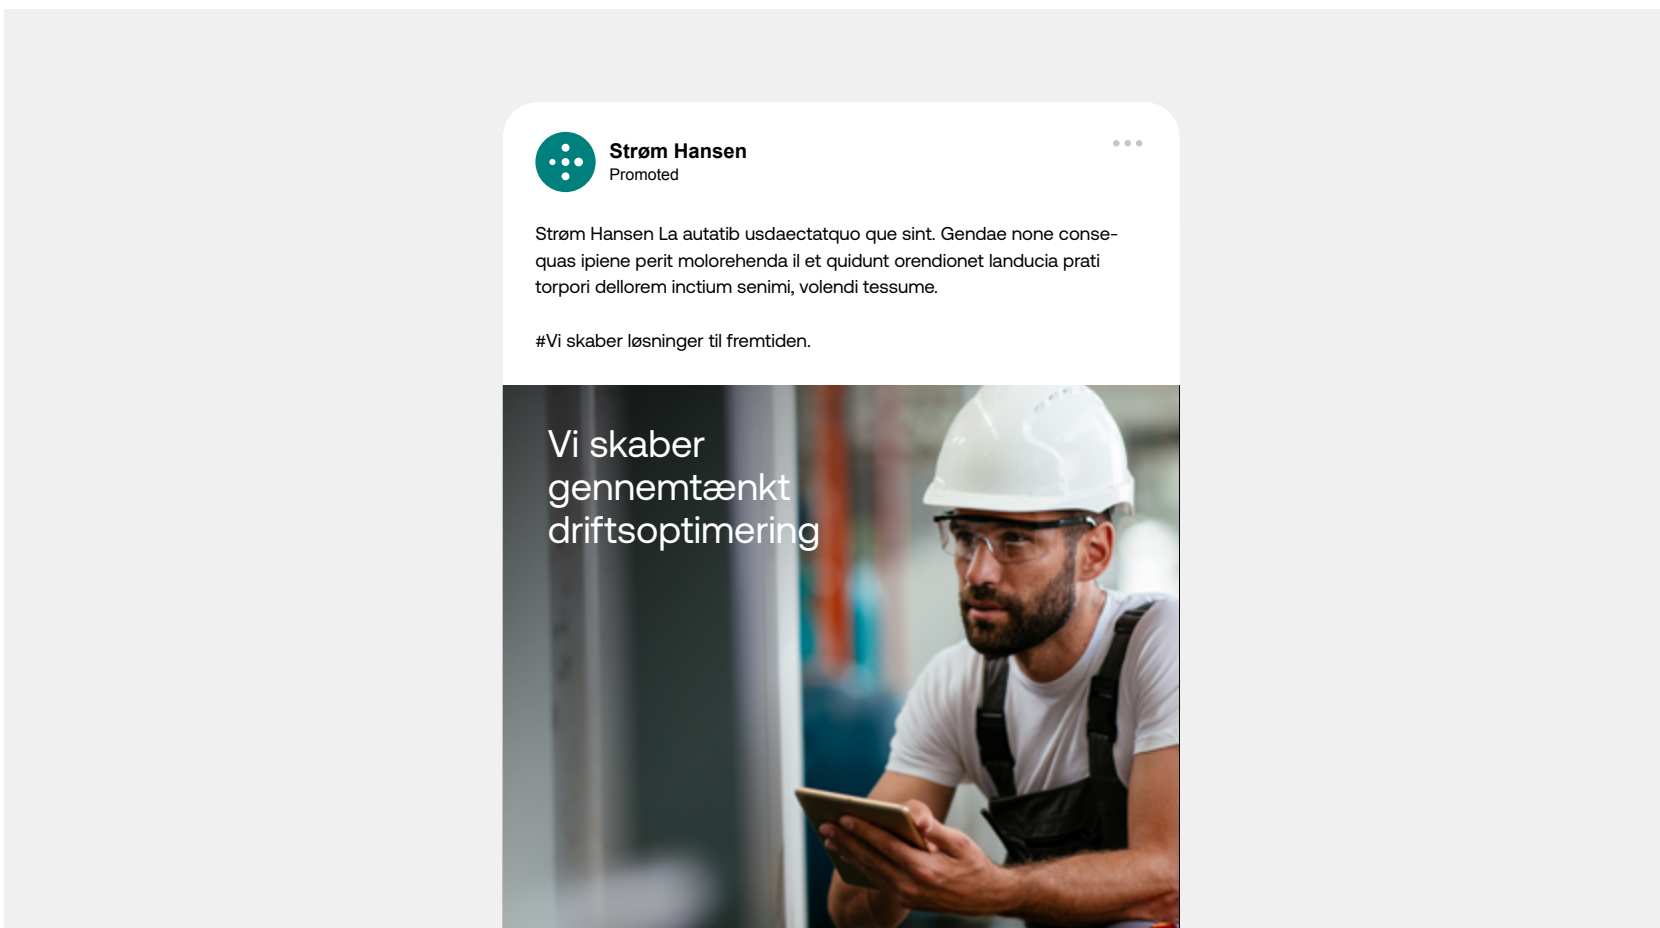 Strøm Hansen
Promoted
Strøm Hansen La autatib usdaectatquo que sint. Gendae none conse-
quas ipiene perit molorehenda il et quidunt orendionet landucia prati
torpori dellorem inctium senimi, volendi tessume.
#Vi skaber løsninger til fremtiden.
Vi skaber
gennemtænkt
driftsoptimering